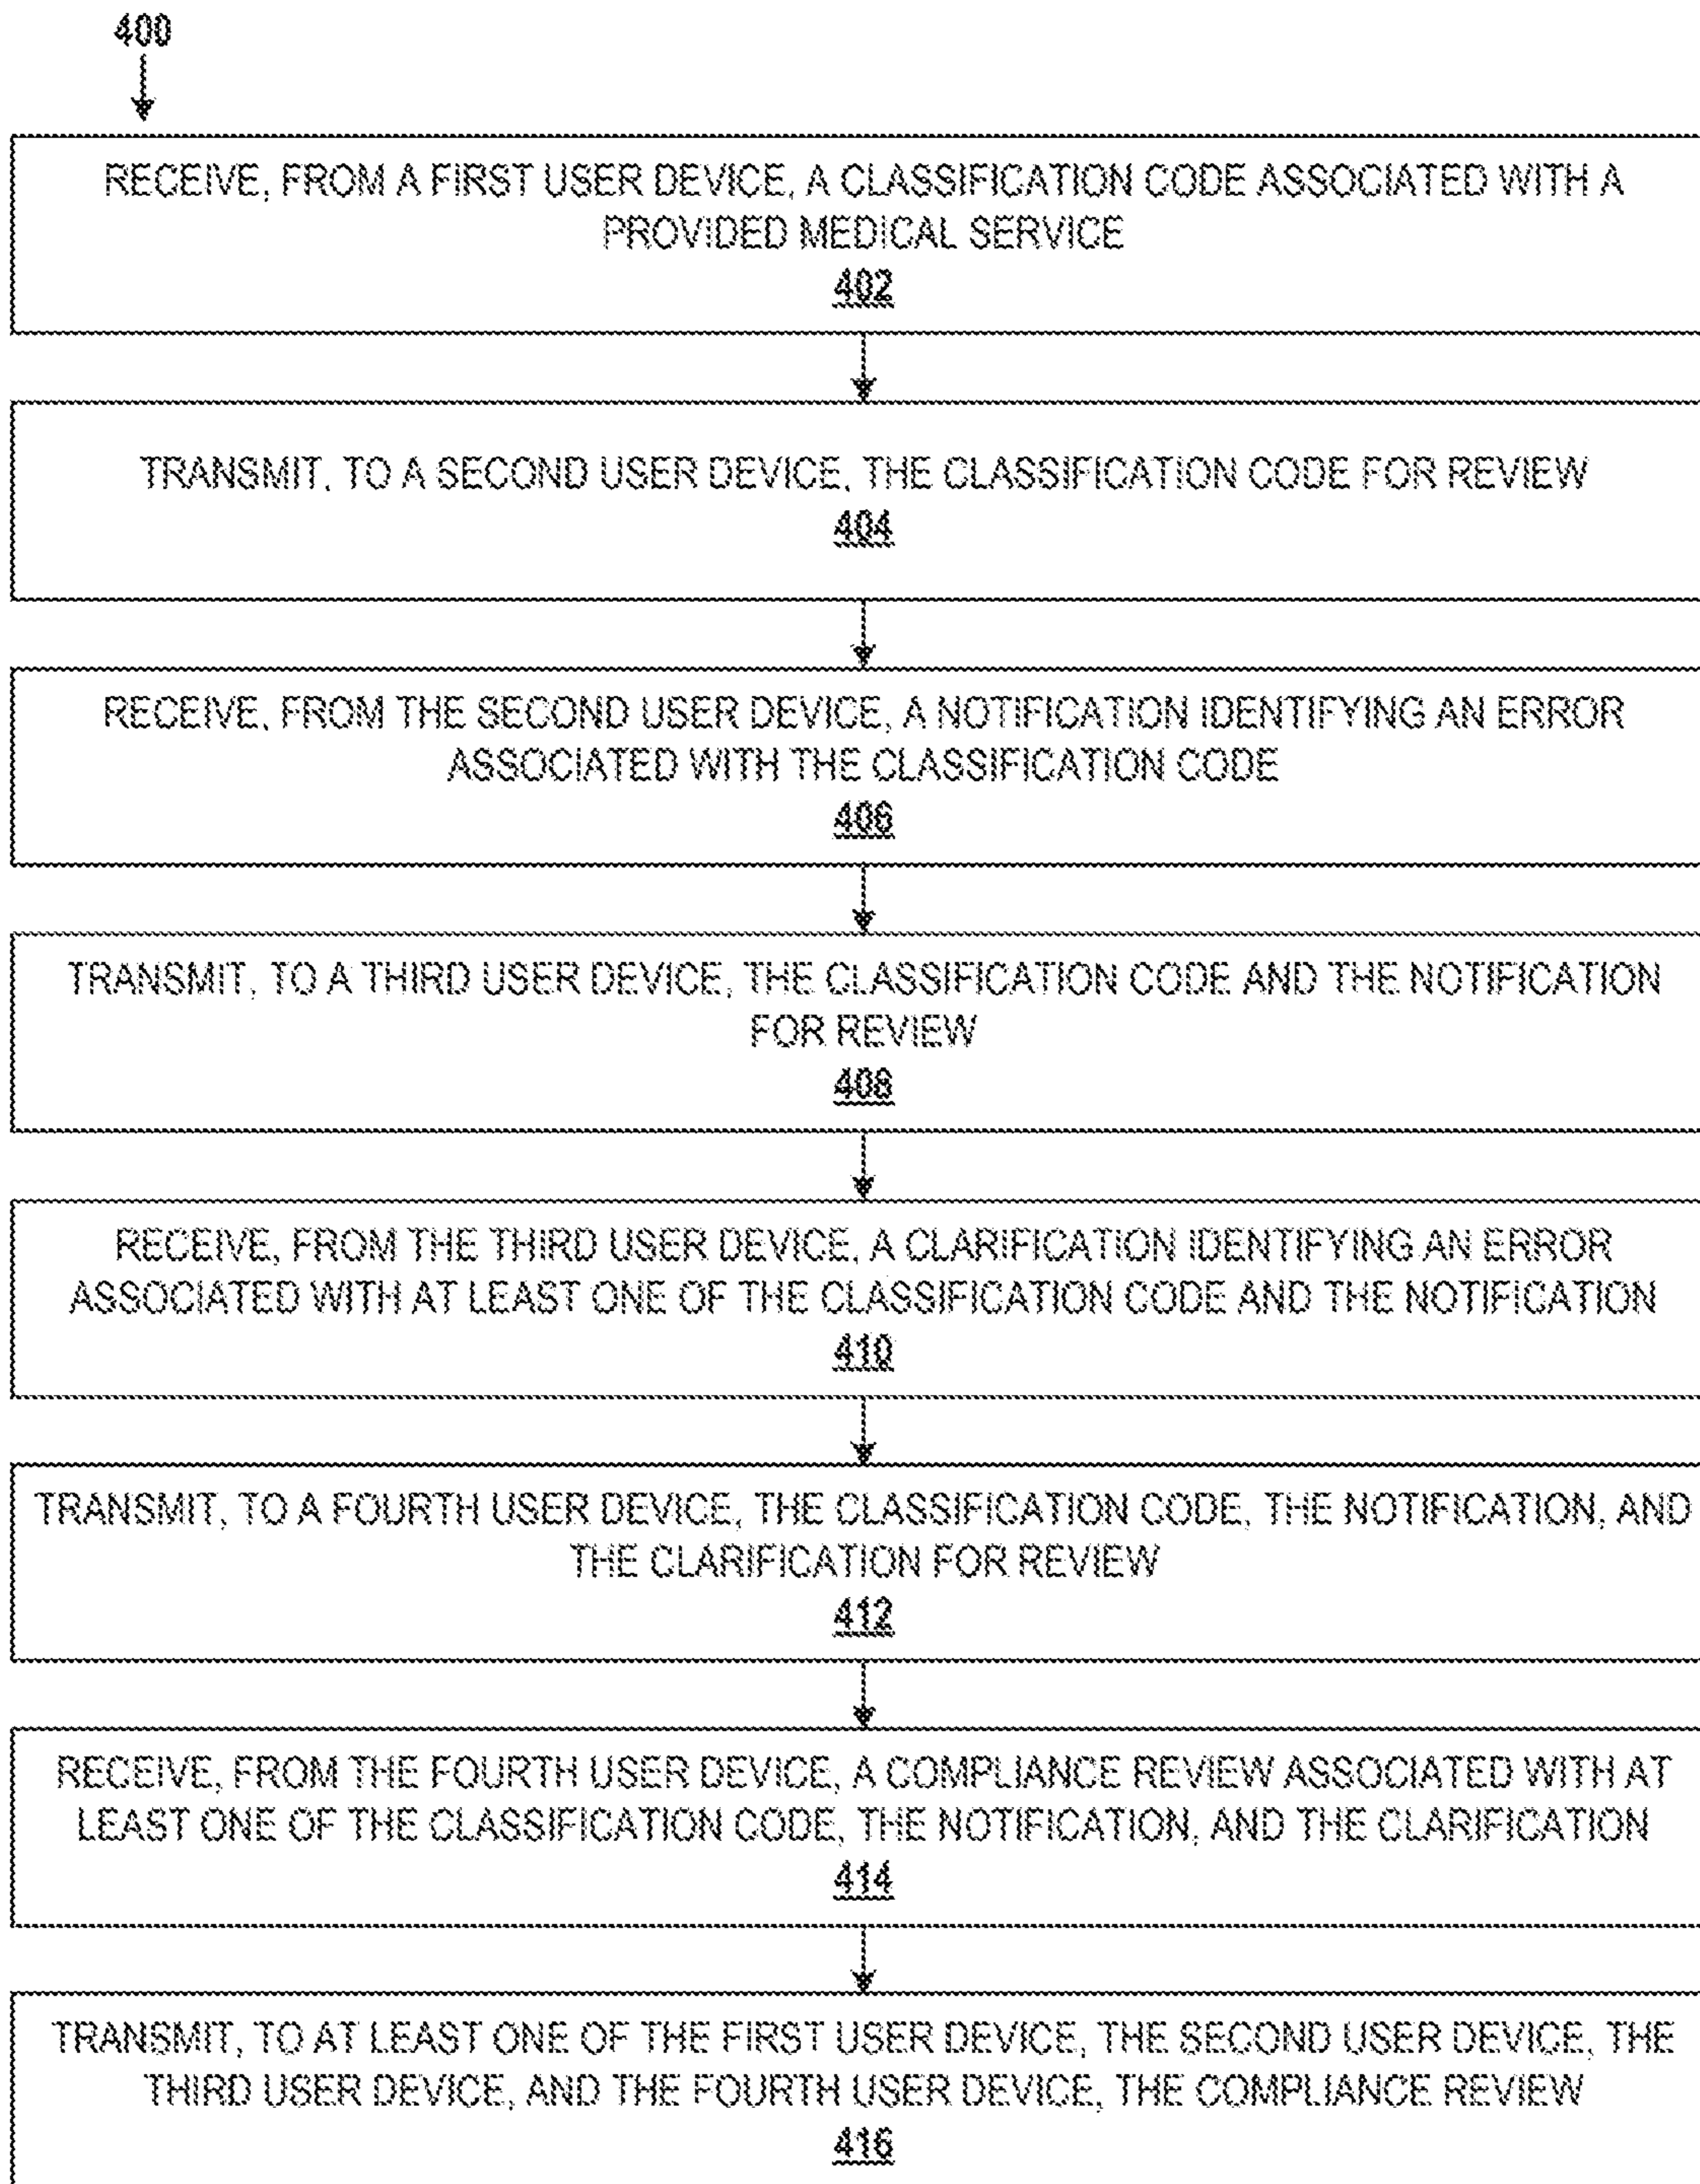 400
RECEIVE, FROM A FIRST USER DEVICE, A CLASSIFICATION CODE ASSOCIATED WITH A
PROVIDED MEDICAL SERVICE
402
TRANSMIT, TO A SECOND USER DEVICE, THE CLASSIFICATION CODE FOR REVIEW
404
RECEIVE, FROM THE SECOND USER DEVICE, A NOTIFICATION IDENTIFYING AN ERROR
ASSOCIATED WITH THE CLASSIFICATION CODE
406
TRANSMIT, TO A THIRD USER DEVICE, THE CLASSIFICATION CODE AND THE NOTIFICATION
FOR REVIEW
408
RECEIVE, FROM THE THIRD USER DEVICE, A CLARIFICATION IDENTIFYING AN ERROR
ASSOCIATED WITH AT LEAST ONE OF THE CLASSIFICATION CODE AND THE NOTIFICATION
410
TRANSMIT, TO A FOURTH USER DEVICE, THE CLASSIFICATION CODE, THE NOTIFICATION, AND
THE CLARIFICATION FOR REVIEW
412
RECEIVE, FROM THE FOURTH USER DEVICE, A COMPLIANCE REVIEW ASSOCIATED WITH AT
LEAST ONE OF THE CLASSIFICATION CODE, THE NOTIFICATION, AND THE CLARIFICATION
414
TRANSMIT, TO AT LEAST ONE OF THE FIRST USER DEVICE, THE SECOND USER DEVICE, THE
THIRD USER DEVICE, AND THE FOURTH USER DEVICE, THE COMPLIANCE REVIEW
416